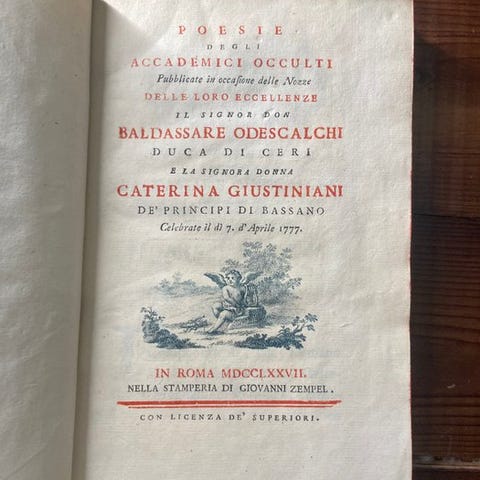 POESIE
DEGLI
ACCADEMICI OCCULTI
Pubblicate in occasione delle Nozze
DELLE LORO ECCELLENZE
IL SIGNOR DON
BALDASSARE ODESCALCHI
DUCA DI CERI
E LA SIGNORA DONNA
CATERINA GIUSTINIANI
DE' PRINCIPI DI BASSANO
Celebrate il dì 7. d'Aprile 1777.
IN ROMA MDCCLXXVII.
NELLA STAMPERIA DI GIOVANNI ZEMPEL.
CON LICENZA DE' SUPERIORI.